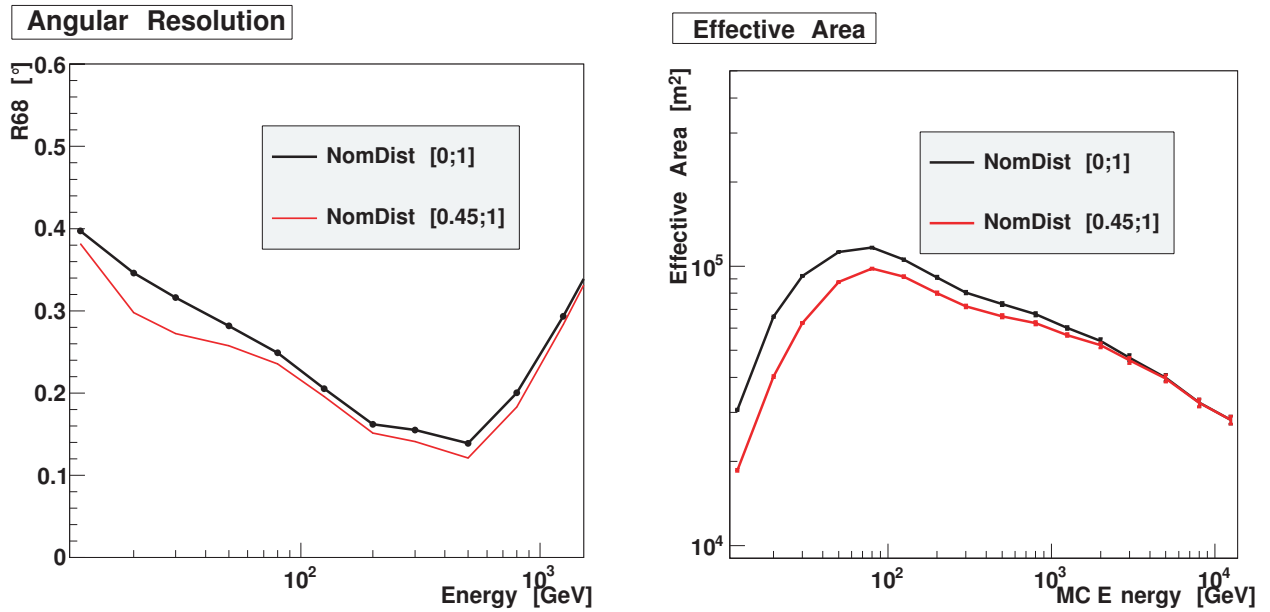 Angular Resolution
R68 [°]
0.6
0.5
0.4
0.3
0.2
0.1
0
NomDist [0;1]
NomDist [0.45;1]
10²
10³
Energy [GeV]
Effective Area
Effective Area [m²]
10⁵
10⁴
NomDist [0;1]
NomDist [0.45;1]
10²
10³
10⁴
MC E nergy [GeV]